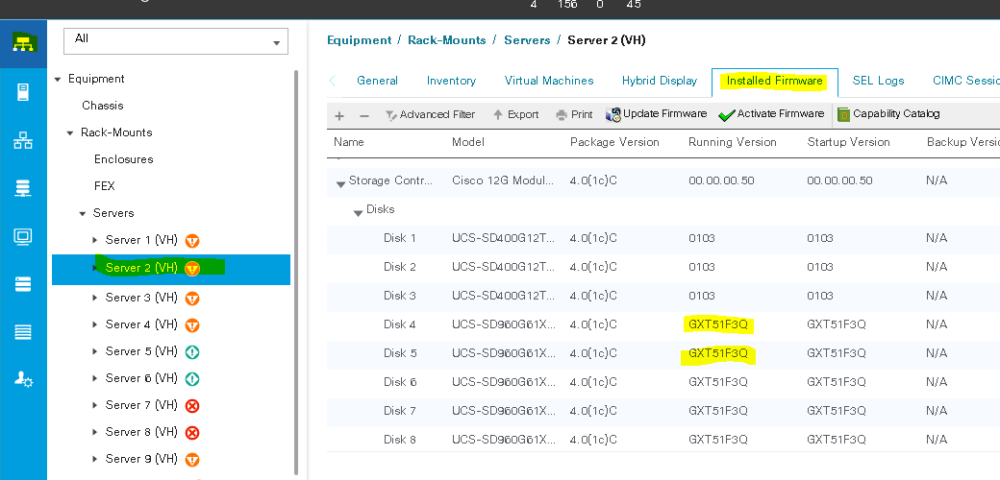 4 156 0 45
All
Equipment / Rack-Mounts / Servers / Server 2 (VH)
General Inventory Virtual Machines Hybrid Display Installed Firmware SEL Logs CIMC Sessio
+ − Advanced Filter Export Print Update Firmware Activate Firmware Capability Catalog
Name Model Package Version Running Version Startup Version Backup Versio
Storage Contr... Cisco 12G Modul... 4.0(1c)C 00.00.00.50 00.00.00.50 N/A
Disks
Disk 1 UCS-SD400G12T... 4.0(1c)C 0103 0103 N/A
Disk 2 UCS-SD400G12T... 4.0(1c)C 0103 0103 N/A
Disk 3 UCS-SD400G12T... 4.0(1c)C 0103 0103 N/A
Disk 4 UCS-SD960G61X... 4.0(1c)C GXT51F3Q GXT51F3Q N/A
Disk 5 UCS-SD960G61X... 4.0(1c)C GXT51F3Q GXT51F3Q N/A
Disk 6 UCS-SD960G61X... 4.0(1c)C GXT51F3Q GXT51F3Q N/A
Disk 7 UCS-SD960G61X... 4.0(1c)C GXT51F3Q GXT51F3Q N/A
Disk 8 UCS-SD960G61X... 4.0(1c)C GXT51F3Q GXT51F3Q N/A
Equipment
Chassis
Rack-Mounts
Enclosures
FEX
Servers
Server 1 (VH)
Server 2 (VH)
Server 3 (VH)
Server 4 (VH)
Server 5 (VH)
Server 6 (VH)
Server 7 (VH)
Server 8 (VH)
Server 9 (VH)